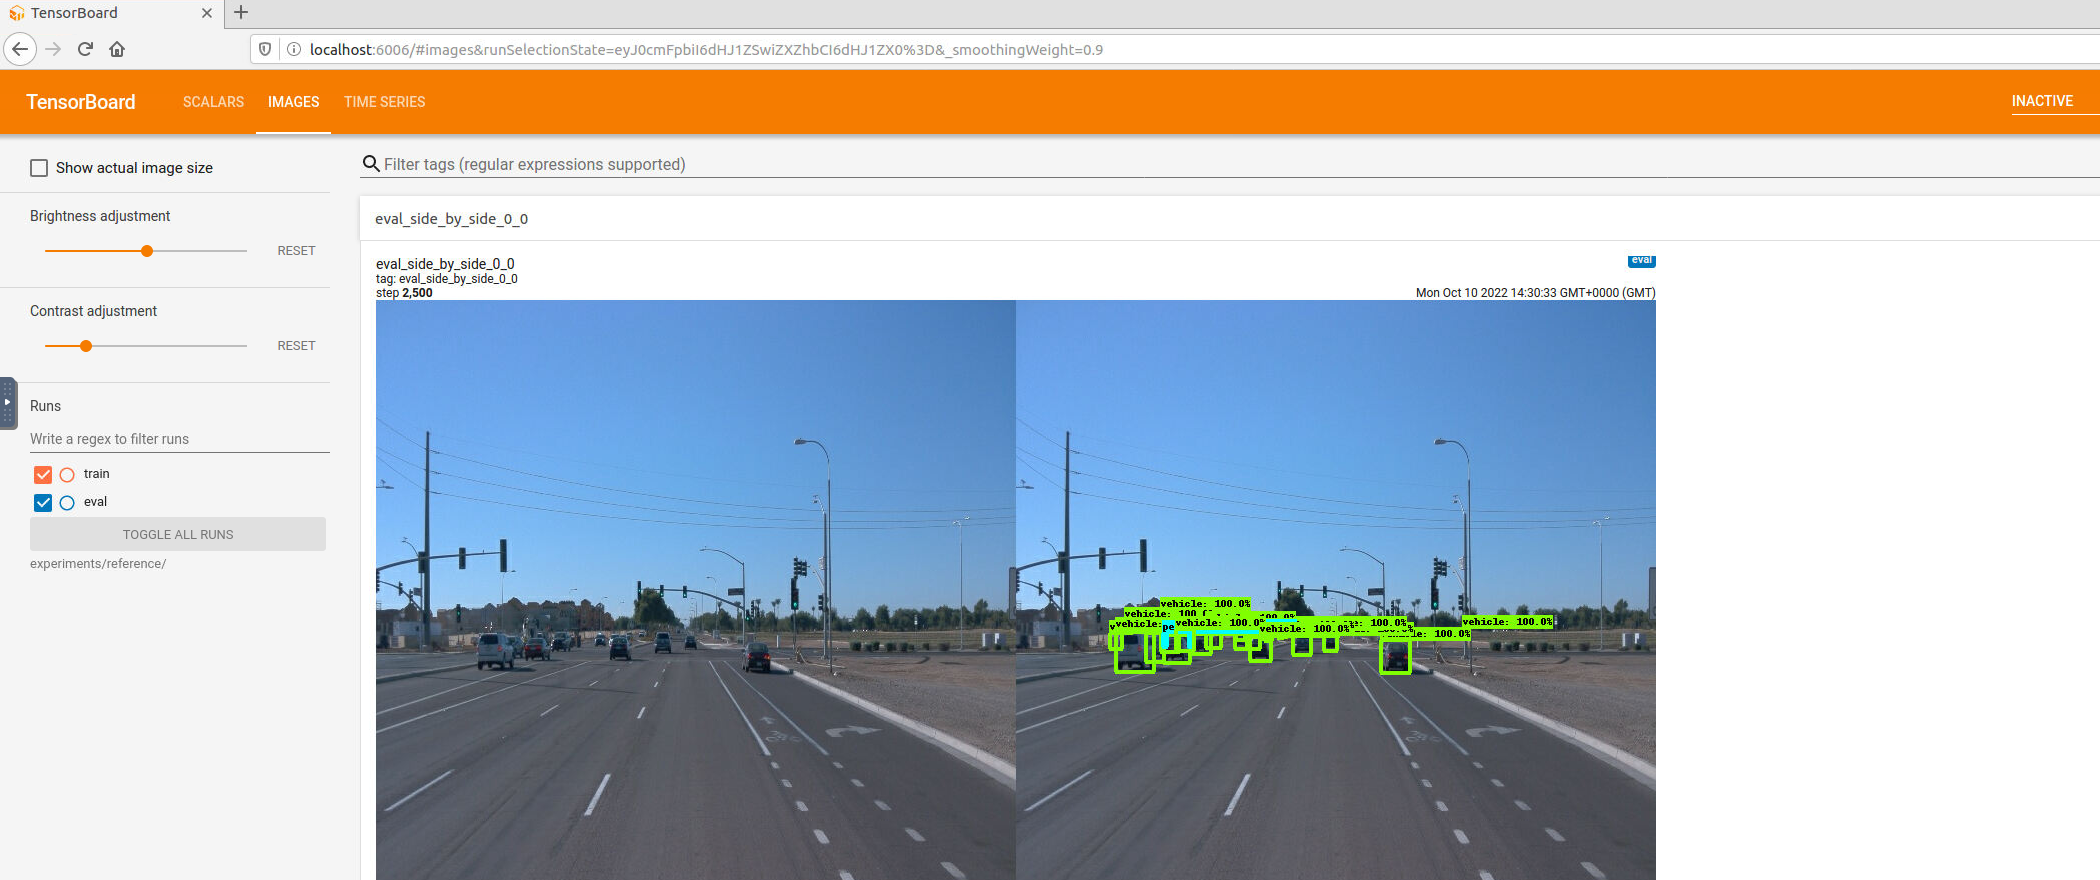 TensorBoard
localhost:6006/#images&runSelectionState=eyJ0cmFpbiI6dHJ1ZSwiZXZhbCI6dHJ1ZX0%3D&_smoothingWeight=0.9
TensorBoard SCALARS IMAGES TIME SERIES INACTIVE
Show actual image size
Brightness adjustment
RESET
Contrast adjustment
RESET
Runs
Write a regex to filter runs
train
eval
TOGGLE ALL RUNS
experiments/reference/
Filter tags (regular expressions supported)
eval_side_by_side_0_0
eval_side_by_side_0_0
eval
tag: eval_side_by_side_0_0
step 2,500
Mon Oct 10 2022 14:30:33 GMT+0000 (GMT)
vehicle: 100.0%
vehicle: 100.
vehicle: vehicle: 100.0% vehicle: 100.0%
vehicle: 100.0% 100.0%